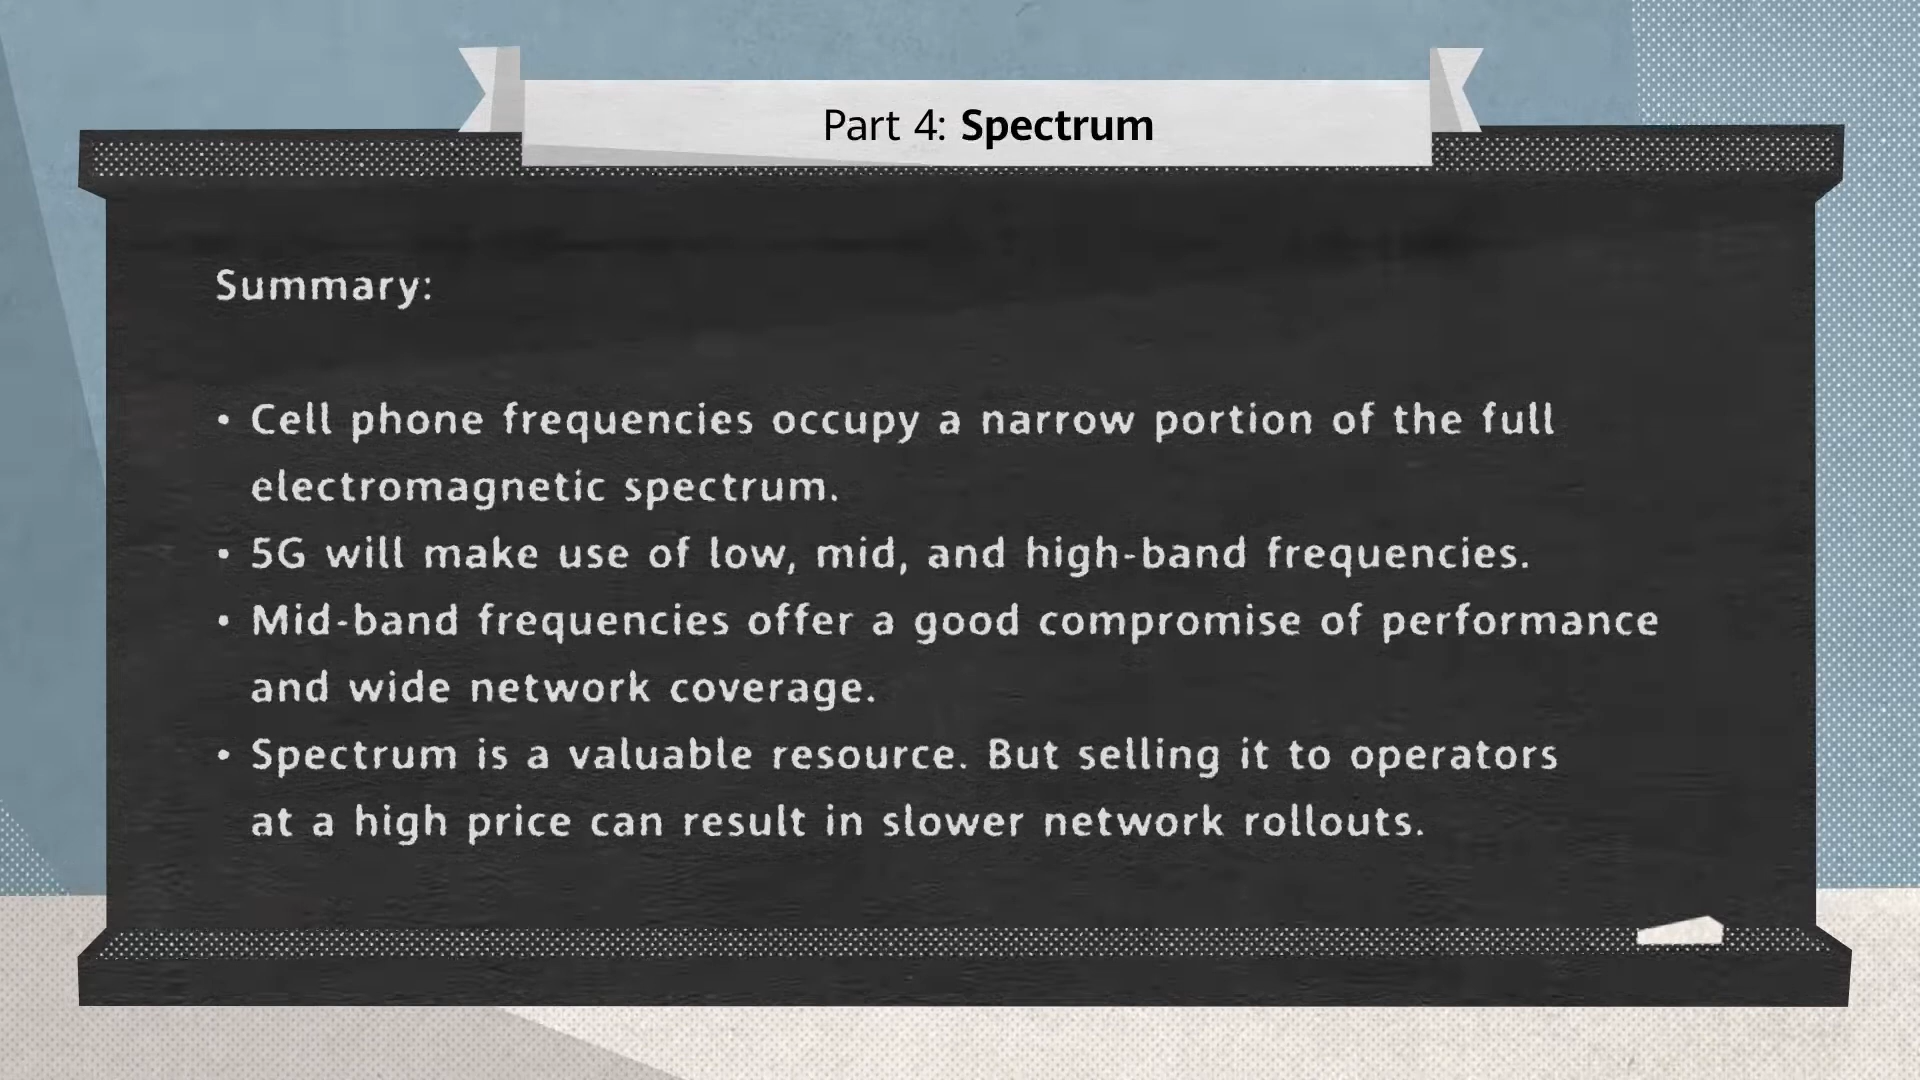 Part 4: Spectrum
Summary:
• Cell phone frequencies occupy a narrow portion of the full
electromagnetic spectrum.
• 5G will make use of low, mid, and high-band frequencies.
• Mid-band frequencies offer a good compromise of performance
and wide network coverage.
• Spectrum is a valuable resource. But selling it to operators
at a high price can result in slower network rollouts.